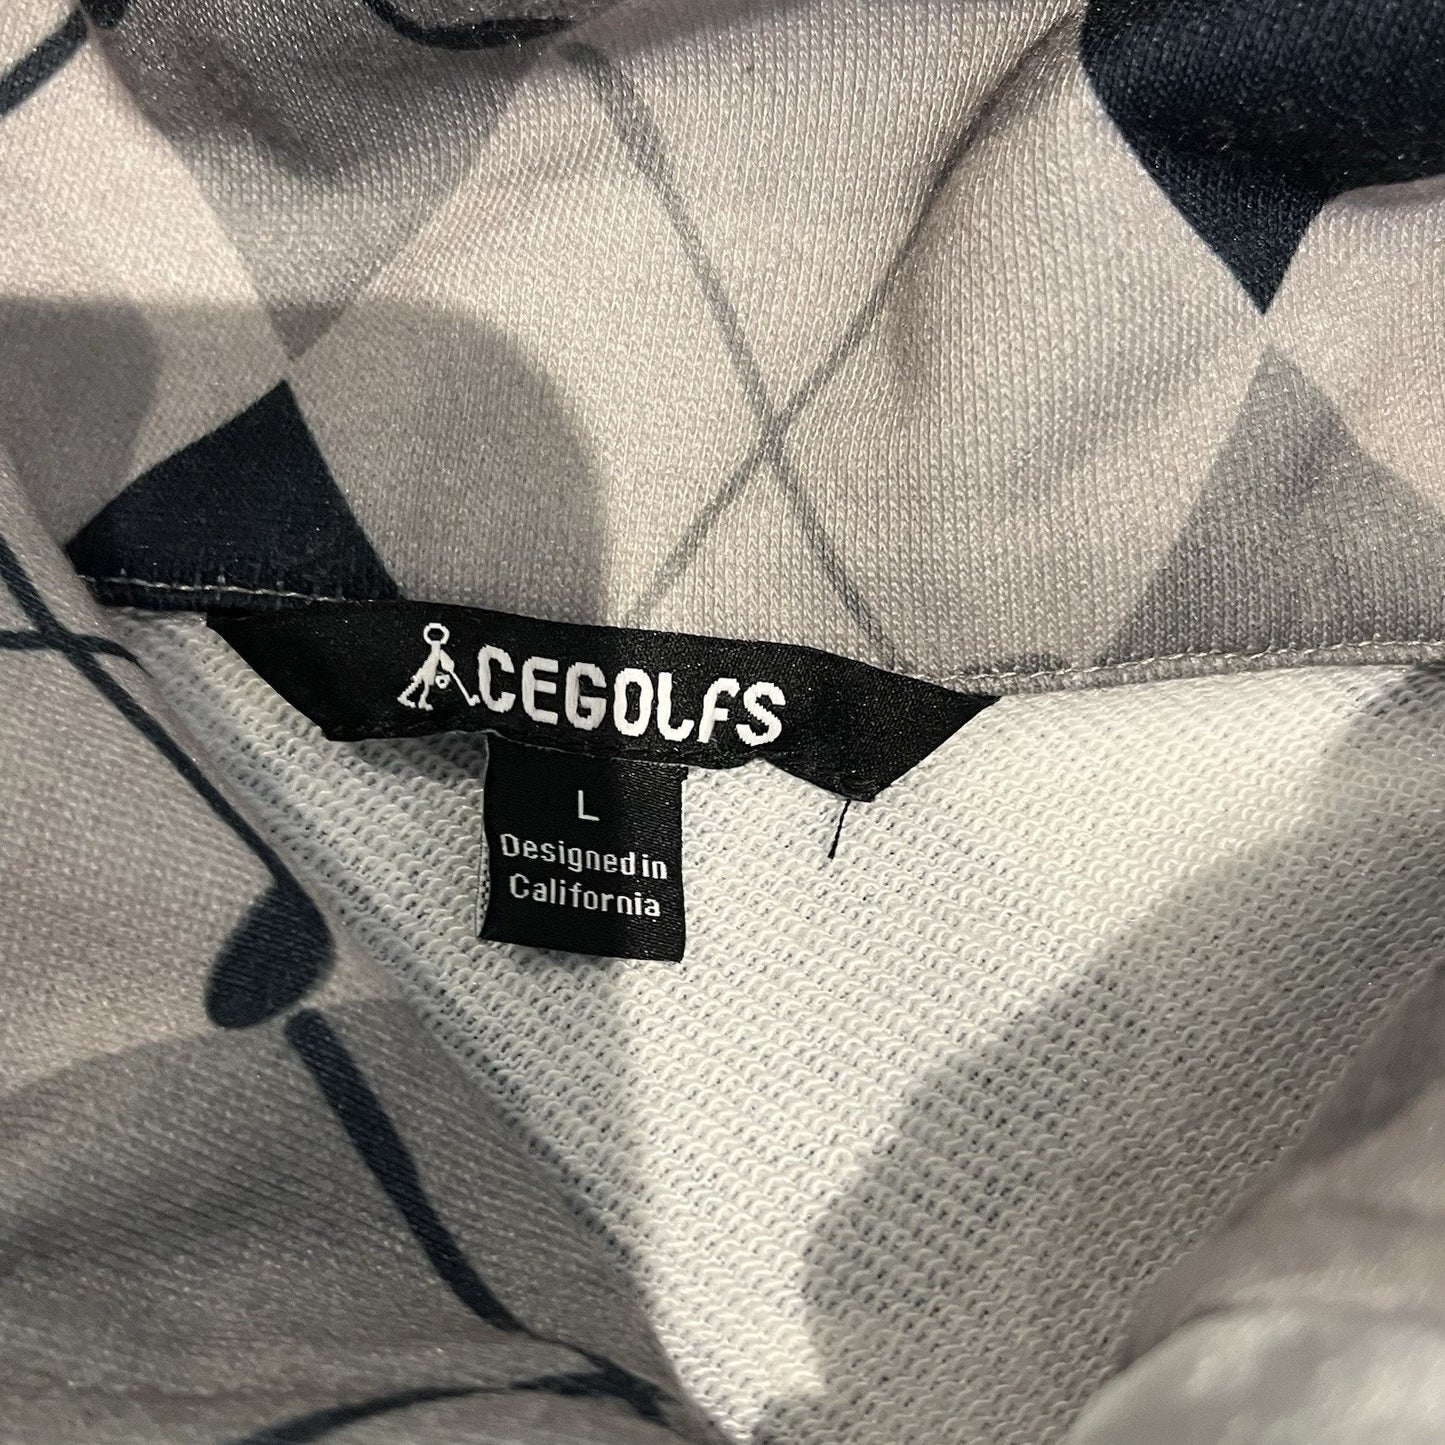 ACEGOLFS
L
Designed in
California